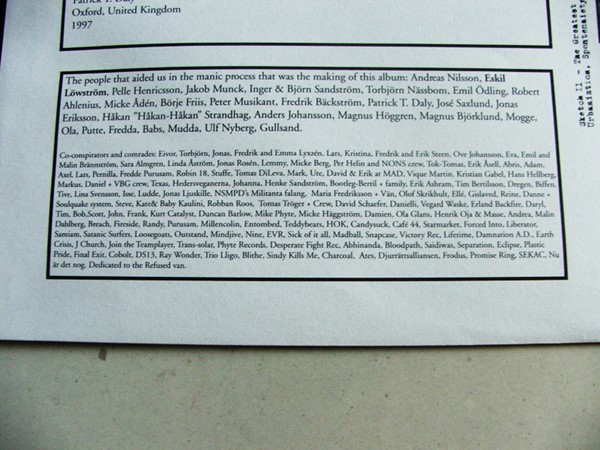 Patrick T. Daly
Oxford, United Kingdom
1997
The people that aided us in the manic process that was the making of this album: Andreas Nilsson, Eskil
Löwström, Pelle Henricsson, Jakob Munck, Inger & Björn Sandström, Torbjörn Nässbom, Emil Ödling, Robert
Ahlenius, Micke Ådén, Börje Friis, Peter Musikant, Fredrik Bäckström, Patrick T. Daly, José Saxlund, Jonas
Eriksson, Håkan "Håkan-Håkan" Strandhag, Anders Johansson, Magnus Höggren, Magnus Björklund, Mogge,
Ola, Putte, Fredda, Babs, Mudda, Ulf Nyberg, Gullsand.
Co-conspirators and comrades: Eivor, Torbjörn, Jonas, Fredrik and Emma Lyxzén, Lars, Kristina, Fredrik and Erik Steen, Ove Johansson, Eva, Emil and
Malin Brännström, Sara Almgren, Linda Åström, Jonas Rosén, Lemmy, Micke Berg, Per Helin and NONS crew, Tok-Tomas, Erik Åsell, Abris, Adam,
Axel, Lars, Pernilla, Fredde Purusam, Robin 18, Stuffe, Tomas DiLeva, Mark, Ute, David & Erik at MAD, Vique Martin, Kristian Gabel, Hans Hellberg,
Markus, Daniel + VBG crew, Texas, Hedersveganerna, Johanna, Henke Sandström, Bootleg-Bertil + family, Erik Ashram, Tim Bertilsson, Dregen, Biffen,
Tive, Lina Svensson, Isse, Ludde, Jonas Ljuskille, NSMPD's Militanta falang, Maria Fredriksson + Vän, Olof Skrikhult, Ellé, Gislaved, Reine, Danne +
Soulquake system, Steve, Kate& Baby Kaulini, Robban Roos, Tomas Tröger + Crew, David Schaefer, Danielli, Vegard Waske, Erland Backfire, Daryl,
Tim, Bob,Scott, John, Frank, Kurt Catalyst, Duncan Barlow, Mike Phyte, Micke Häggström, Damien, Ola Glans, Henrik Oja & Masse, Andrea, Malin
Dahlberg, Breach, Fireside, Randy, Purusam, Millencolin, Entombed, Teddybears, HOK, Candysuck, Café 44, Starmarket, Forced Into, Liberator,
Samiam, Satanic Surfers, Loosegoats, Outstand, Mindjive, Nine, EVR, Sick of it all, Madball, Snapcase, Victory Rec, Lifetime, Damnation A.D., Earth
Crisis, J Church, Join the Teamplayer, Trans-solar, Phyte Records, Desperate Fight Rec, Abhinanda, Bloodpath, Saidiwas, Separation, Eclipse, Plastic
Pride, Final Exit, Cobolt, DS13, Ray Wonder, Trio Lligo, Blithe, Sindy Kills Me, Charcoal, Ates, Djurrättsalliansen, Frodus, Promise Ring, SEKAC, Nu
är det nog. Dedicated to the Refused van.
Sketch II - The Greatest
Urbanistics, Spontaneiety